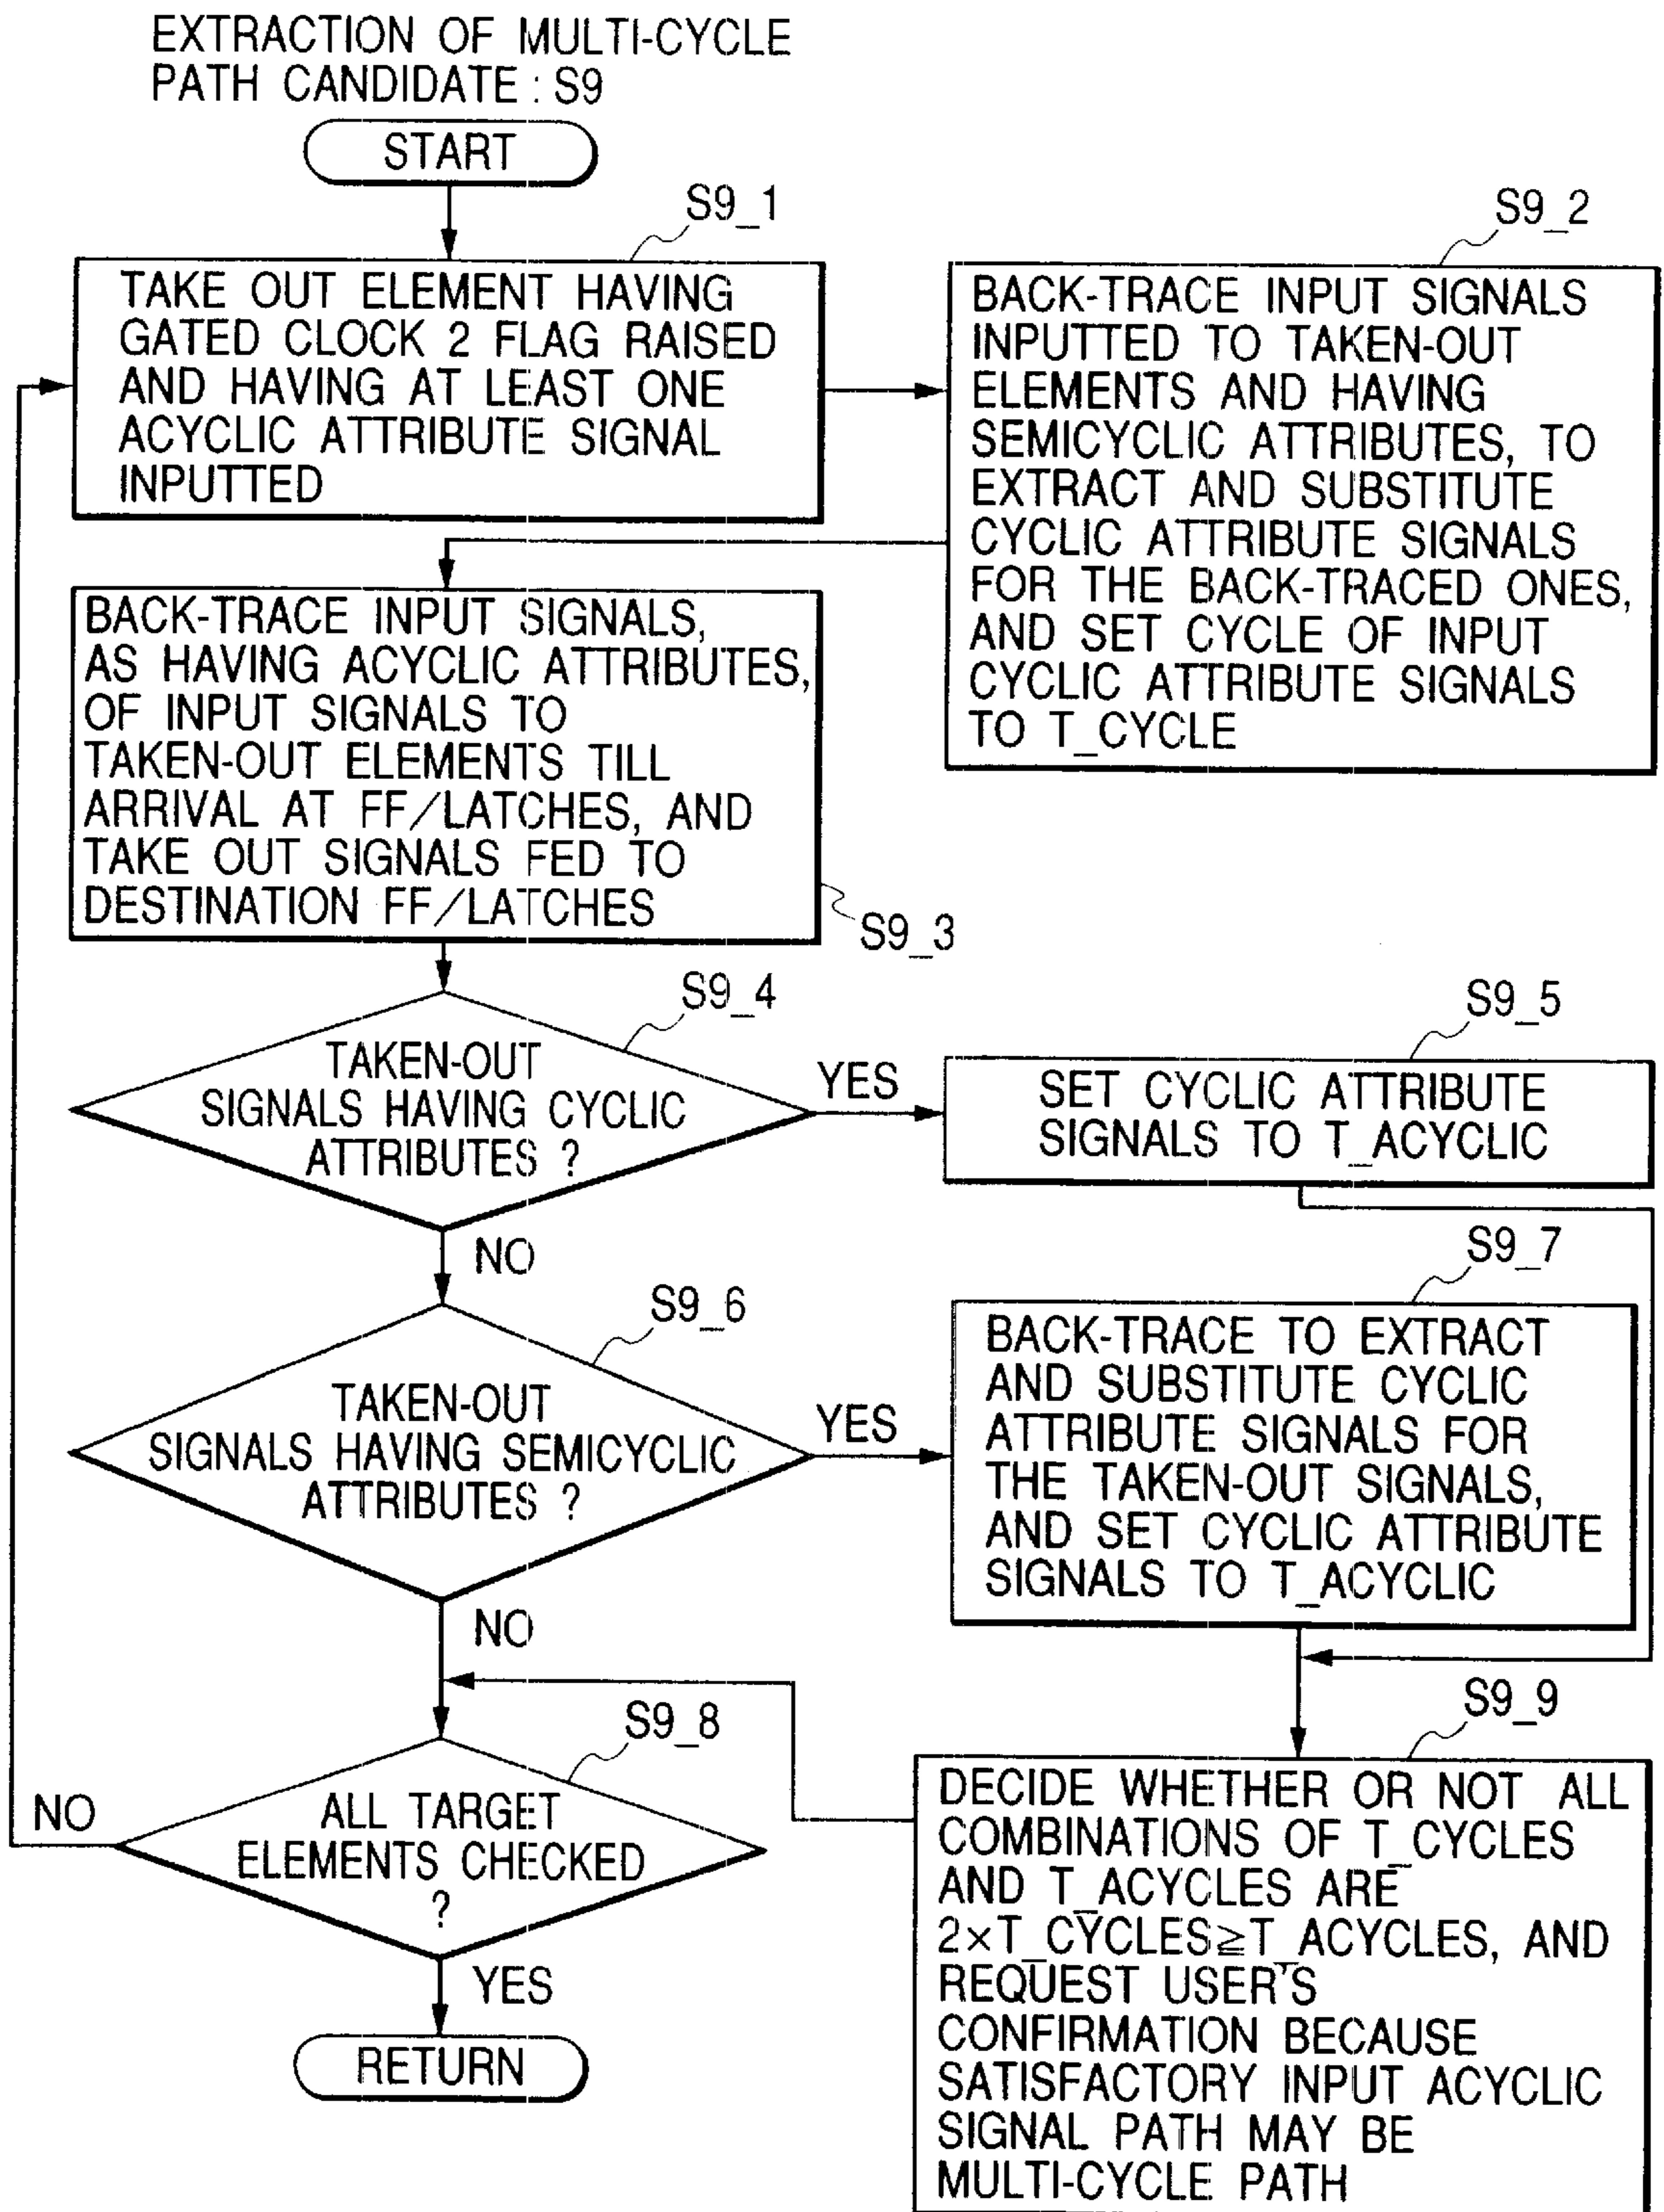 EXTRACTION OF MULTI-CYCLE
PATH CANDIDATE : S9
START
S9_1
TAKE OUT ELEMENT HAVING
GATED CLOCK 2 FLAG RAISED
AND HAVING AT LEAST ONE
ACYCLIC ATTRIBUTE SIGNAL
INPUTTED
S9_2
BACK-TRACE INPUT SIGNALS
INPUTTED TO TAKEN-OUT
ELEMENTS AND HAVING
SEMICYCLIC ATTRIBUTES, TO
EXTRACT AND SUBSTITUTE
CYCLIC ATTRIBUTE SIGNALS
FOR THE BACK-TRACED ONES,
AND SET CYCLE OF INPUT
CYCLIC ATTRIBUTE SIGNALS
TO T_CYCLE
BACK-TRACE INPUT SIGNALS,
AS HAVING ACYCLIC ATTRIBUTES,
OF INPUT SIGNALS TO
TAKEN-OUT ELEMENTS TILL
ARRIVAL AT FF/LATCHES, AND
TAKE OUT SIGNALS FED TO
DESTINATION FF/LATCHES
S9_3
S9_4
TAKEN-OUT
SIGNALS HAVING CYCLIC
ATTRIBUTES ?
YES
NO
S9_5
SET CYCLIC ATTRIBUTE
SIGNALS TO T_ACYCLIC
S9_6
TAKEN-OUT
SIGNALS HAVING SEMICYCLIC
ATTRIBUTES ?
YES
NO
S9_7
BACK-TRACE TO EXTRACT
AND SUBSTITUTE CYCLIC
ATTRIBUTE SIGNALS FOR
THE TAKEN-OUT SIGNALS,
AND SET CYCLIC ATTRIBUTE
SIGNALS TO T_ACYCLIC
S9_8
ALL TARGET
ELEMENTS CHECKED
?
NO
YES
RETURN
S9_9
DECIDE WHETHER OR NOT ALL
COMBINATIONS OF T_CYCLES
AND T_ACYCLES ARE
2×T_CYCLES≧T_ACYCLES, AND
REQUEST USER'S
CONFIRMATION BECAUSE
SATISFACTORY INPUT ACYCLIC
SIGNAL PATH MAY BE
MULTI-CYCLE PATH